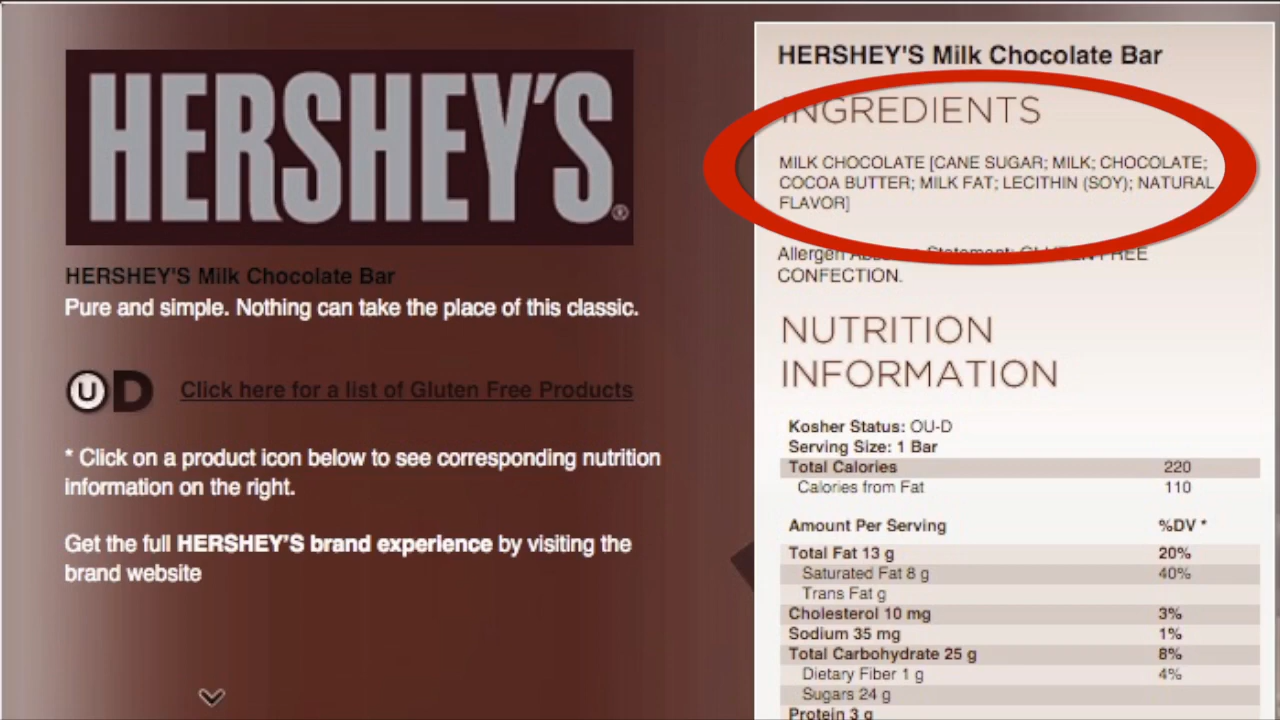 HERSHEY'S®
HERSHEY'S Milk Chocolate Bar
Pure and simple. Nothing can take the place of this classic.
U D Click here for a list of Gluten Free Products
* Click on a product icon below to see corresponding nutrition
information on the right.
Get the full HERSHEY'S brand experience by visiting the
brand website
HERSHEY'S Milk Chocolate Bar
INGREDIENTS
MILK CHOCOLATE [CANE SUGAR; MILK; CHOCOLATE;
COCOA BUTTER; MILK FAT; LECITHIN (SOY); NATURAL
FLAVOR]
Allergen Statement: GLUTEN FREE
CONFECTION.
NUTRITION
INFORMATION
Kosher Status: OU-D
Serving Size: 1 Bar
Total Calories 220
Calories from Fat 110
Amount Per Serving %DV *
Total Fat 13 g 20%
Saturated Fat 8 g 40%
Trans Fat g
Cholesterol 10 mg 3%
Sodium 35 mg 1%
Total Carbohydrate 25 g 8%
Dietary Fiber 1 g 4%
Sugars 24 g
Protein 3 g